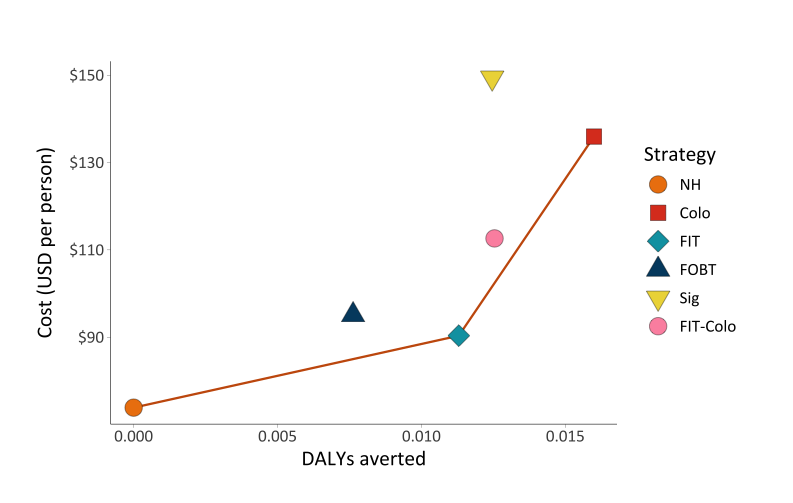 $150
$130
$110
$90
Cost (USD per person)
0.000
0.005
0.010
0.015
DALYs averted
Strategy
NH
Colo
FIT
FOBT
Sig
FIT-Colo